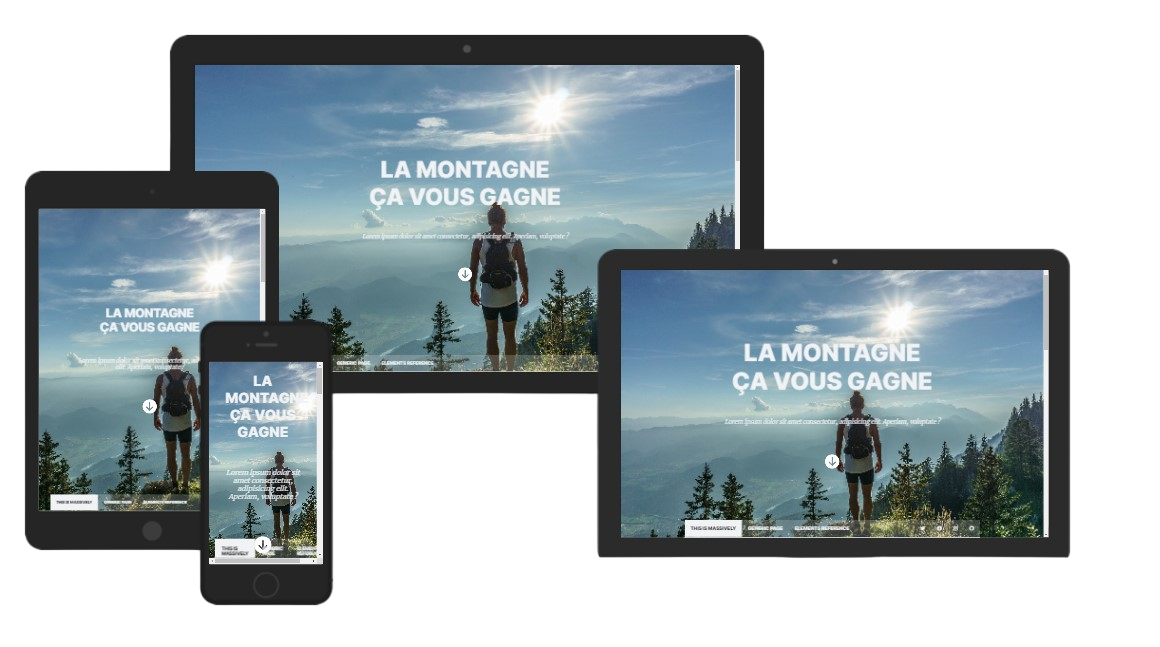 LA MONTAGNE
ÇA VOUS GAGNE
Lorem ipsum dolor sit amet consectetur, adipisicing elit. Aperiam, voluptate?
GENERIC PAGE ELEMENTS REFERENCE
LA MONTAGNE
ÇA VOUS GAGNE
Lorem ipsum dolor sit amet consectetur,
elit. Aperiam, voluptate
THIS IS MASSIVELY GENERIC PAGE ELEMENTS REFERENCE
LA
MONTAGNE
ÇA VOUS
GAGNE
Lorem ipsum dolor sit
amet consectetur,
adipisicing elit.
Aperiam, voluptate?
THIS IS
MASSIVELY
LA MONTAGNE
ÇA VOUS GAGNE
Lorem ipsum dolor sit amet consectetur, adipisicing elit. Aperiam, voluptate?
THIS IS MASSIVELY GENERIC PAGE ELEMENTS REFERENCE